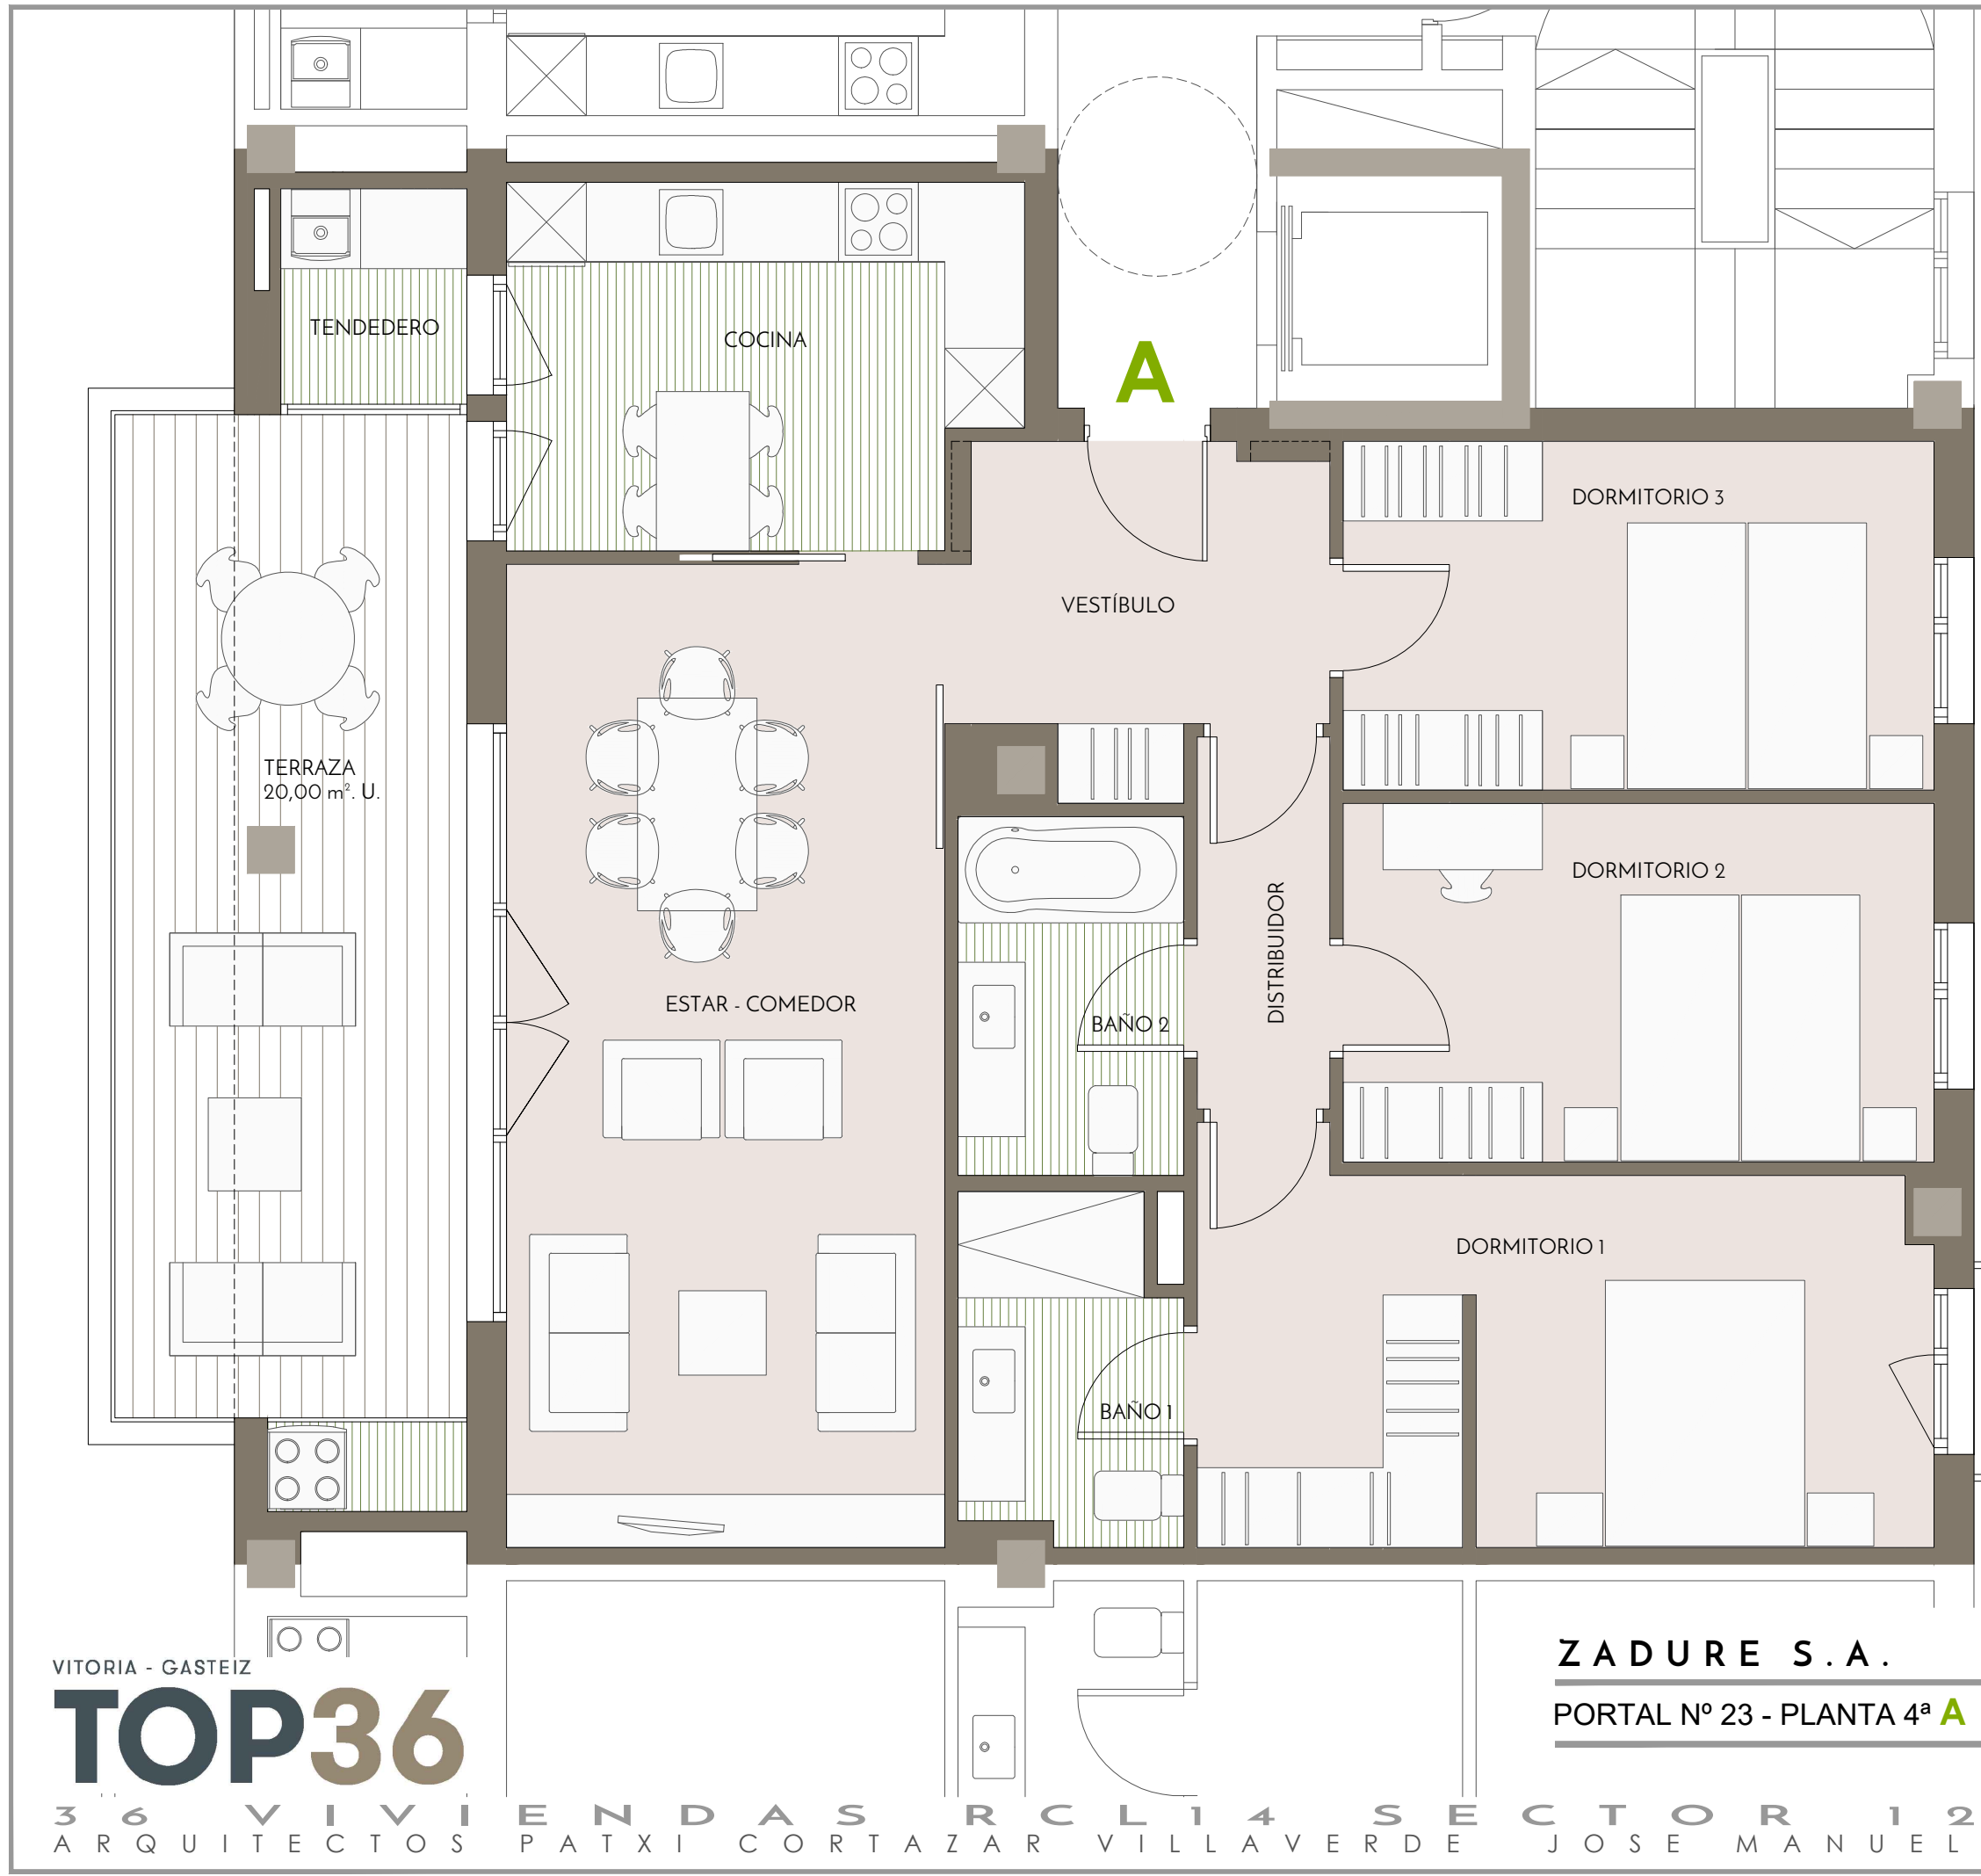 TENDEDERO
COCINA
A
DORMITORIO 3
VESTÍBULO
TERRAZA
20,00 m². U.
DORMITORIO 2
DISTRIBUIDOR
ESTAR - COMEDOR
BAÑO 2
DORMITORIO 1
BAÑO 1
VITORIA - GASTEIZ
TOP36
ZADURE S.A.
PORTAL Nº 23 - PLANTA 4ª A
36 VIVIENDAS RCL14 SECTOR 12
ARQUITECTOS PATXI CORTAZAR VILLAVERDE JOSE MANUEL